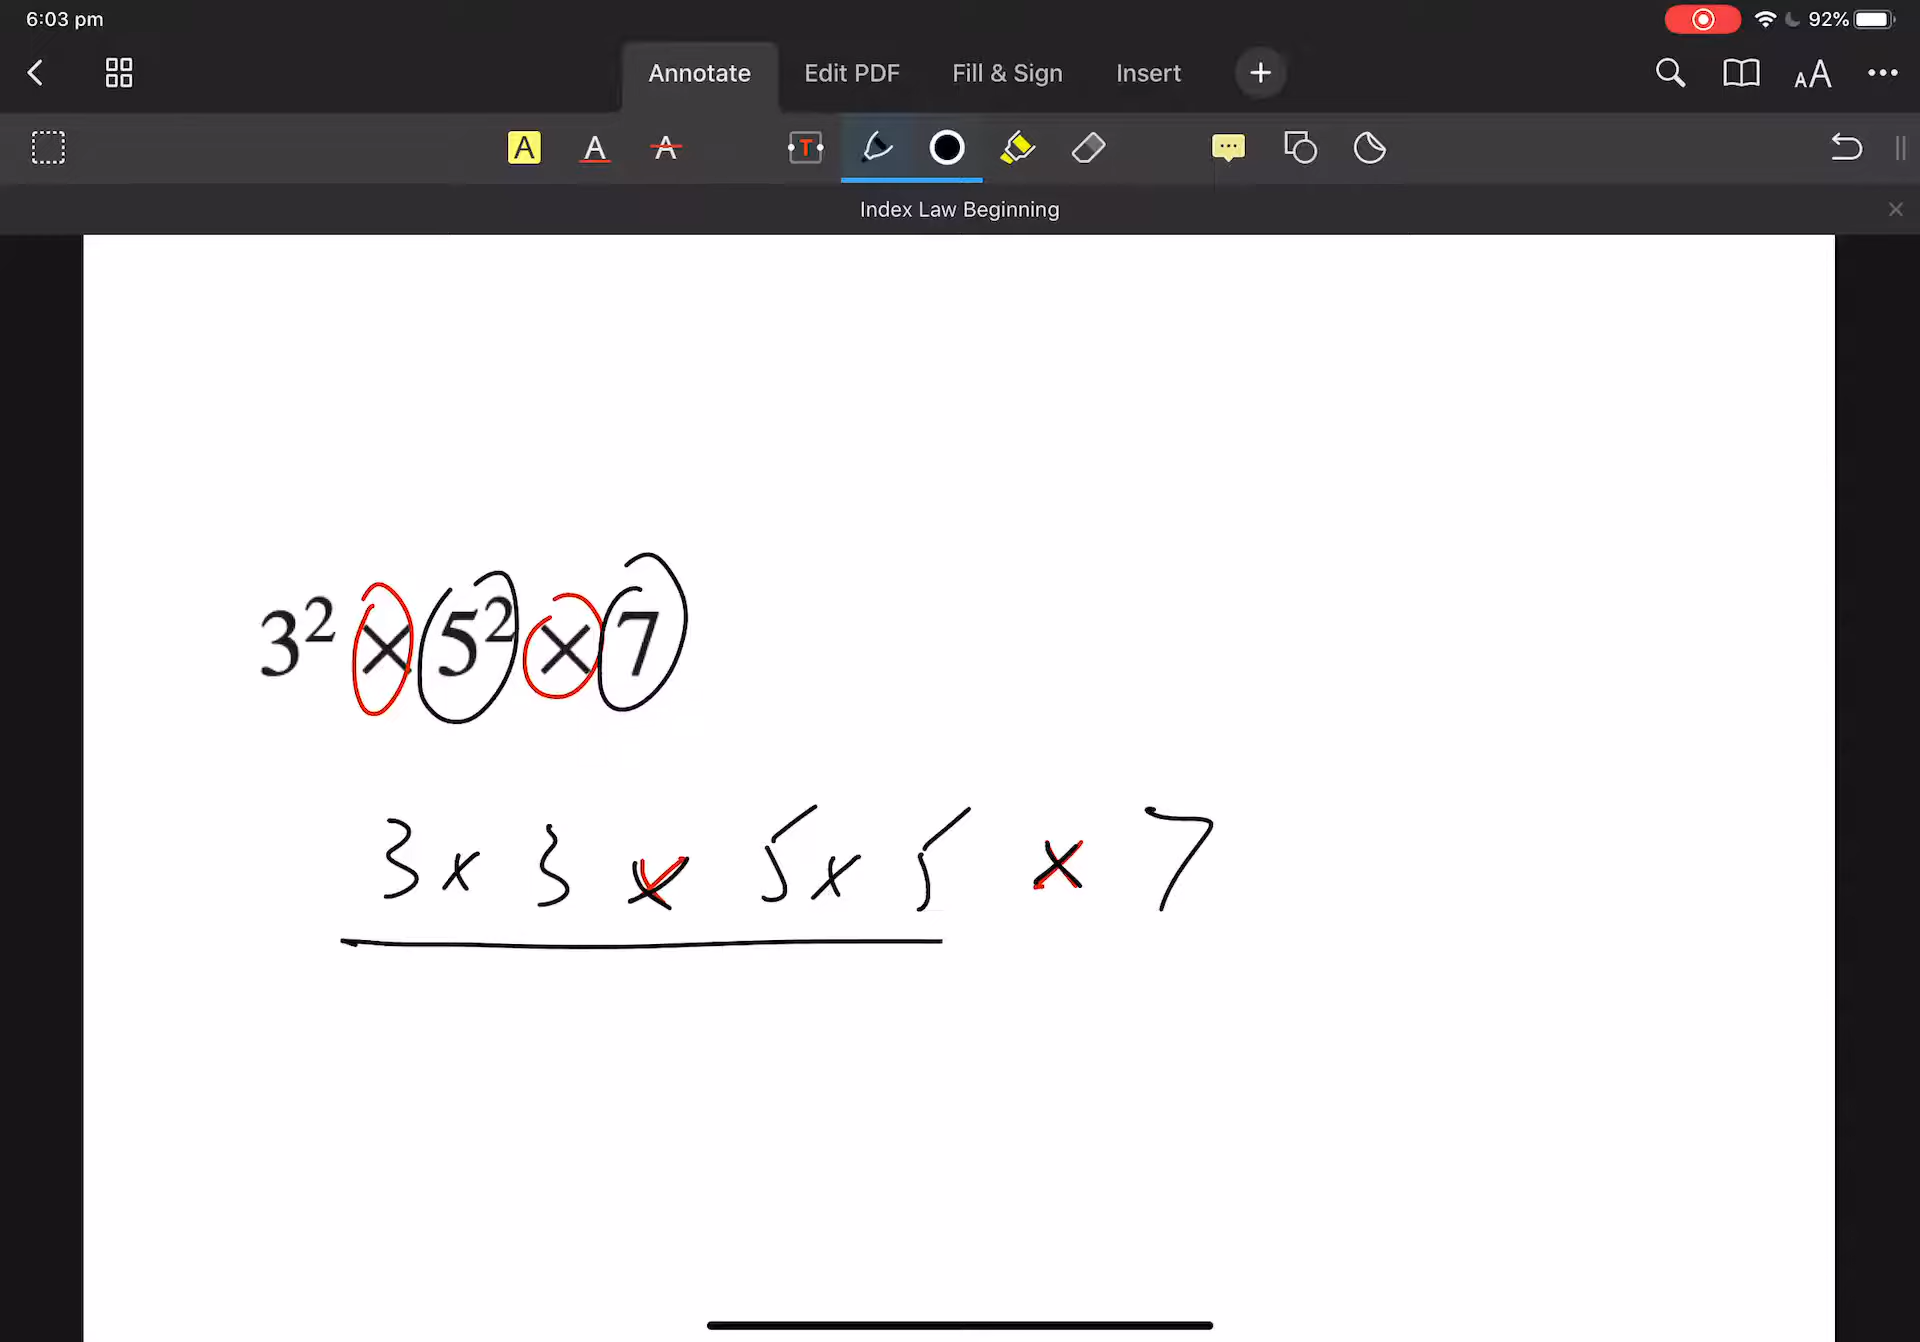 6:03 pm 92%
Annotate Edit PDF Fill & Sign Insert + AA
A A A T
Index Law Beginning
3² × 5² × 7
3 x 3 x 5 x 5 x 7